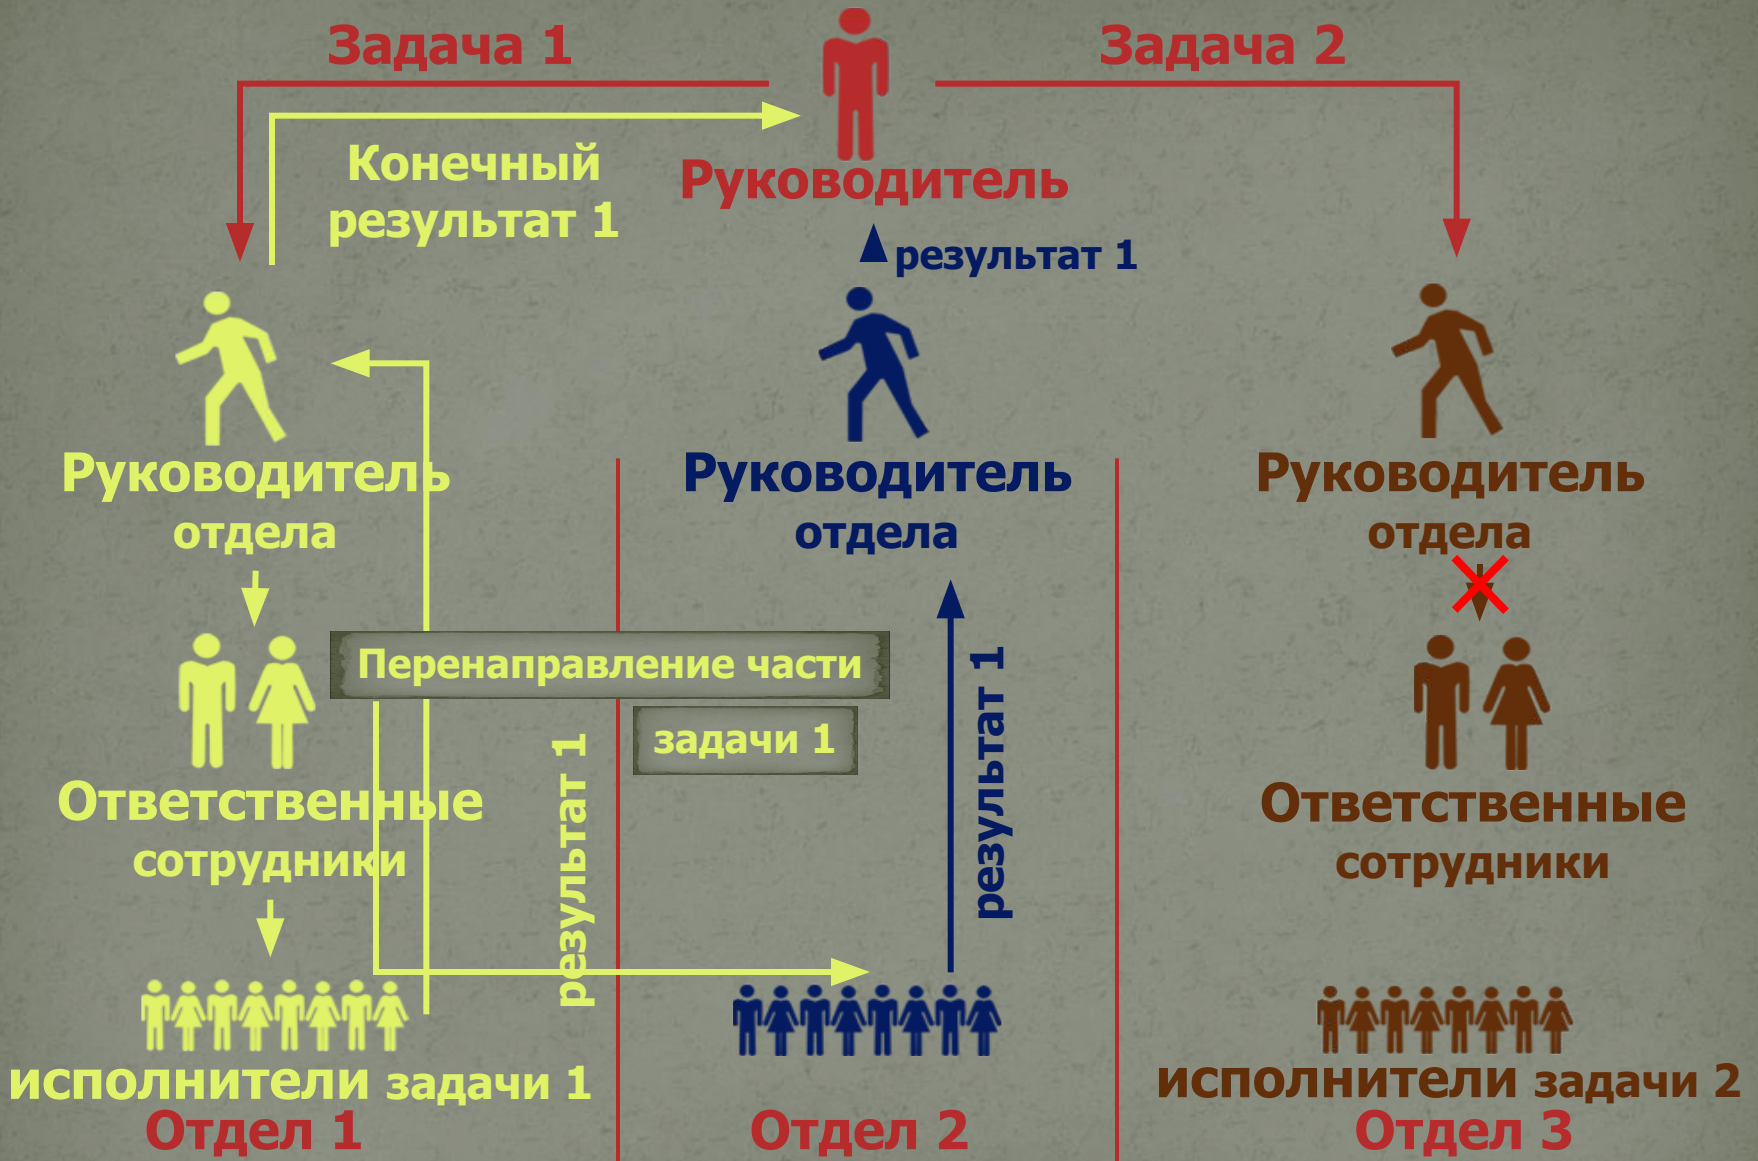 Задача 1
Задача 2
Конечный
результат 1
Руководитель
результат 1
Руководитель
отдела
Руководитель
отдела
Руководитель
отдела
Перенаправление части
задачи 1
результат 1
результат 1
Ответственные
сотрудники
Ответственные
сотрудники
исполнители задачи 1
исполнители задачи 2
Отдел 1
Отдел 2
Отдел 3